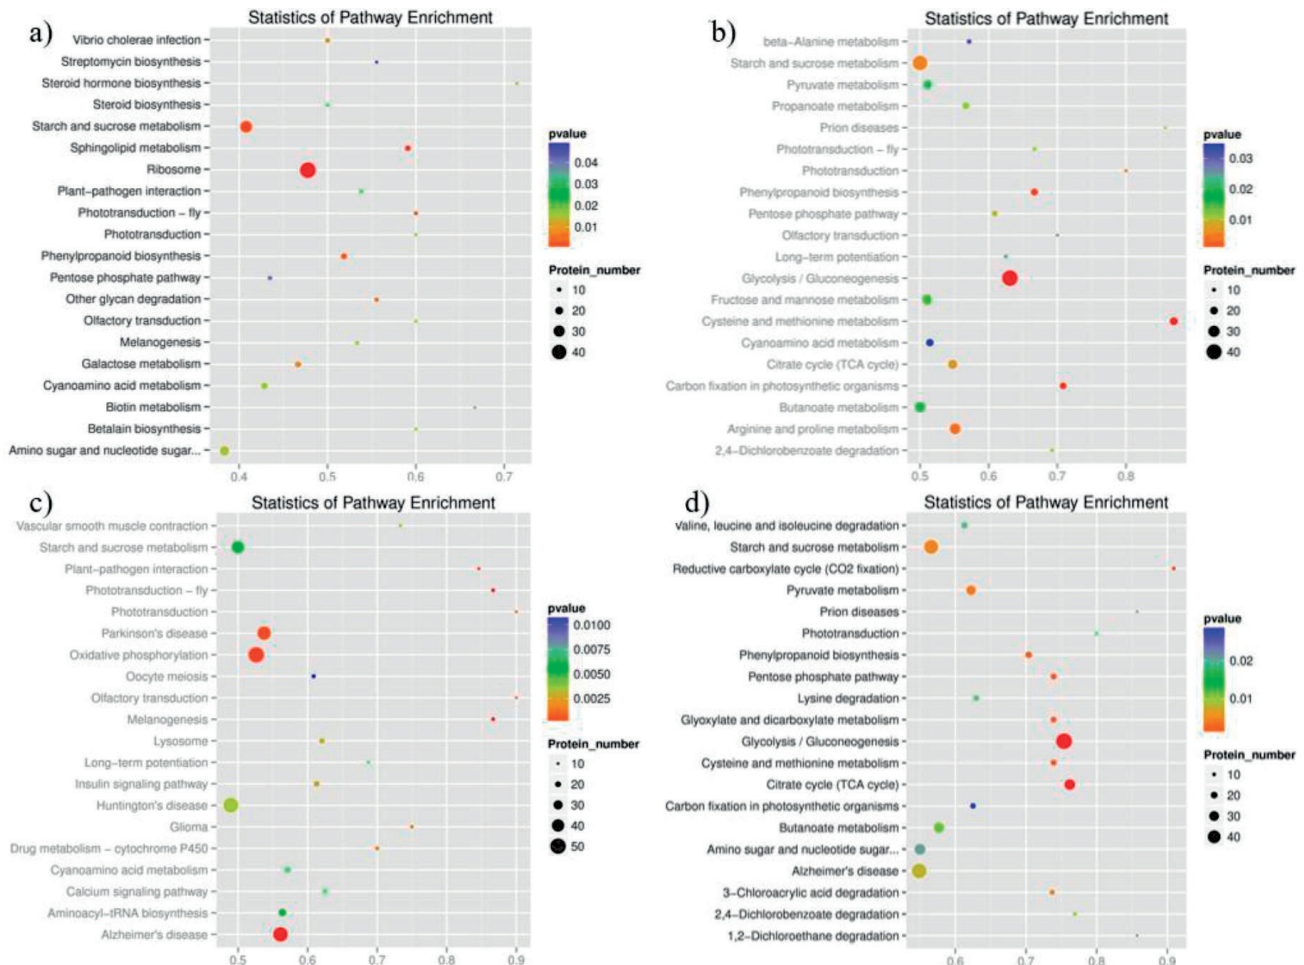 a)
Statistics of Pathway Enrichment
Vibrio cholerae infection
Streptomycin biosynthesis
Steroid hormone biosynthesis
Steroid biosynthesis
Starch and sucrose metabolism
Sphingolipid metabolism
Ribosome
Plant-pathogen interaction
Phototransduction - fly
Phototransduction
Phenylpropanoid biosynthesis
Pentose phosphate pathway
Other glycan degradation
Olfactory transduction
Melanogenesis
Galactose metabolism
Cyanoamino acid metabolism
Biotin metabolism
Betalain biosynthesis
Amino sugar and nucleotide sugar...
0.4 0.5 0.6 0.7
pvalue
0.04
0.03
0.02
0.01
Protein_number
10
20
30
40
b)
Statistics of Pathway Enrichment
beta-Alanine metabolism
Starch and sucrose metabolism
Pyruvate metabolism
Propanoate metabolism
Prion diseases
Phototransduction - fly
Phototransduction
Phenylpropanoid biosynthesis
Pentose phosphate pathway
Olfactory transduction
Long-term potentiation
Glycolysis / Gluconeogenesis
Fructose and mannose metabolism
Cysteine and methionine metabolism
Cyanoamino acid metabolism
Citrate cycle (TCA cycle)
Carbon fixation in photosynthetic organisms
Butanoate metabolism
Arginine and proline metabolism
2,4-Dichlorobenzoate degradation
0.5 0.6 0.7 0.8
pvalue
0.03
0.02
0.01
Protein_number
10
20
30
40
c)
Statistics of Pathway Enrichment
Vascular smooth muscle contraction
Starch and sucrose metabolism
Plant-pathogen interaction
Phototransduction - fly
Phototransduction
Parkinson's disease
Oxidative phosphorylation
Oocyte meiosis
Olfactory transduction
Melanogenesis
Lysosome
Long-term potentiation
Insulin signaling pathway
Huntington's disease
Glioma
Drug metabolism - cytochrome P450
Cyanoamino acid metabolism
Calcium signaling pathway
Aminoacyl-tRNA biosynthesis
Alzheimer's disease
0.5 0.6 0.7 0.8 0.9
pvalue
0.0100
0.0075
0.0050
0.0025
Protein_number
10
20
30
40
50
d)
Statistics of Pathway Enrichment
Valine, leucine and isoleucine degradation
Starch and sucrose metabolism
Reductive carboxylate cycle (CO2 fixation)
Pyruvate metabolism
Prion diseases
Phototransduction
Phenylpropanoid biosynthesis
Pentose phosphate pathway
Lysine degradation
Glyoxylate and dicarboxylate metabolism
Glycolysis / Gluconeogenesis
Cysteine and methionine metabolism
Citrate cycle (TCA cycle)
Carbon fixation in photosynthetic organisms
Butanoate metabolism
Amino sugar and nucleotide sugar...
Alzheimer's disease
3-Chloroacrylic acid degradation
2,4-Dichlorobenzoate degradation
1,2-Dichloroethane degradation
0.6 0.7 0.8 0.9
pvalue
0.02
0.01
Protein_number
10
20
30
40